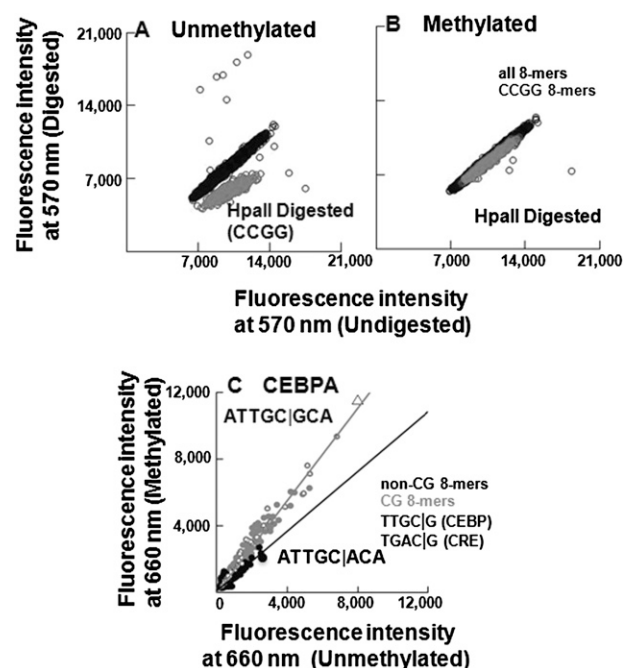 A Unmethylated
B Methylated
Fluorescence intensity
at 570 nm (Digested)
21,000
14,000
7,000
HpaII Digested
(CCGG)
7,000 14,000 21,000
all 8-mers
CCGG 8-mers
HpaII Digested
7,000 14,000 21,000
Fluorescence intensity
at 570 nm (Undigested)
C CEBPA
Fluorescence intensity
at 660 nm (Methylated)
12,000
8,000
4,000
ATTGC|GCA
ATTGC|ACA
non-CG 8-mers
CG 8-mers
TTGC|G (CEBP)
TGAC|G (CRE)
0 4,000 8,000 12,000
Fluorescence intensity
at 660 nm (Unmethylated)